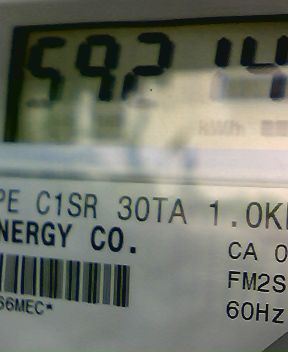 592 14
kWh
PE C1SR 30TA 1.0K
NERGY CO.
CA 0
FM2S
66MEC*
60Hz